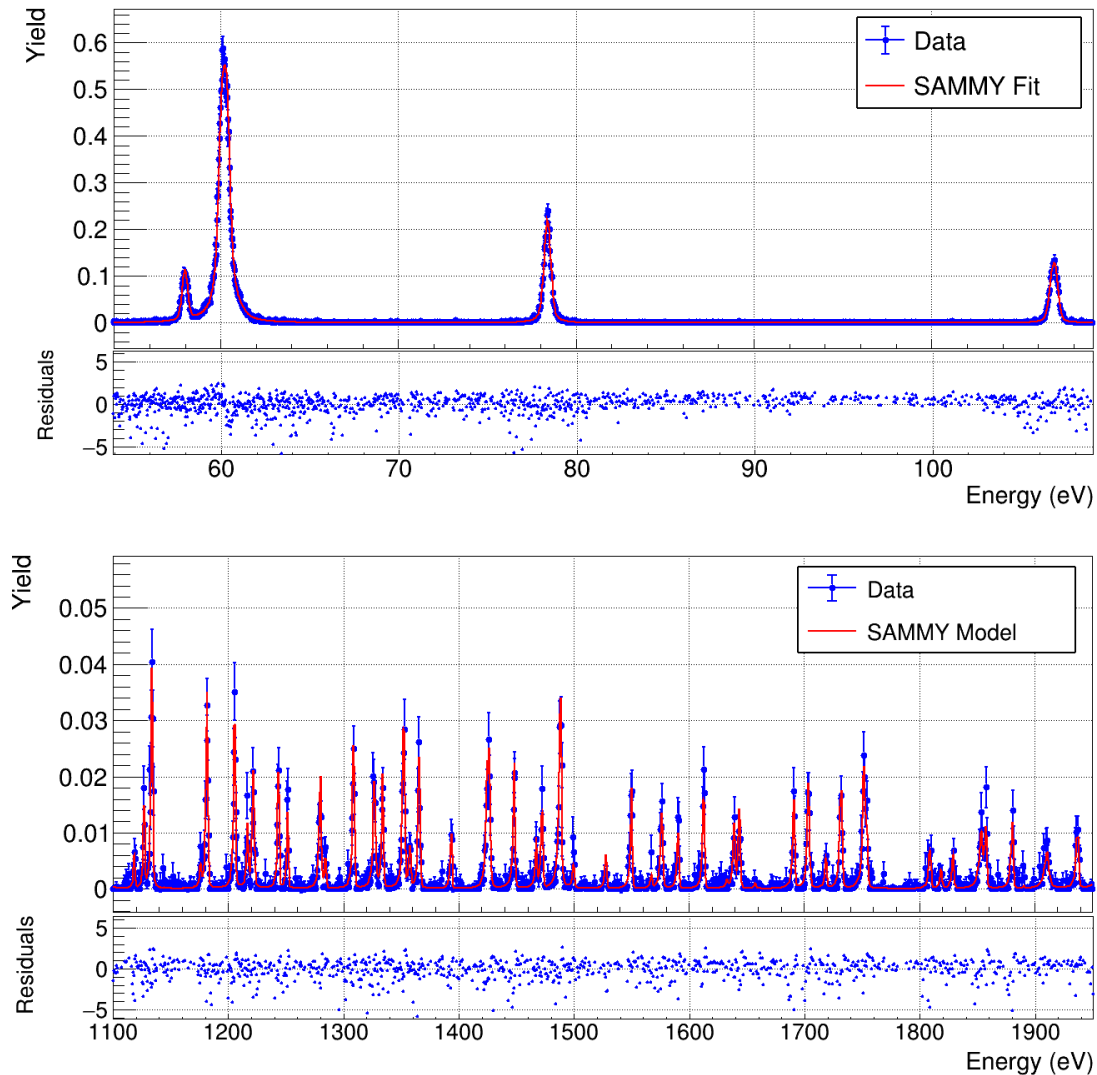 Yield
0.6
0.5
0.4
0.3
0.2
0.1
0
Data
SAMMY Fit
Residuals
5
0
−5
60 70 80 90 100
Energy (eV)
Yield
0.05
0.04
0.03
0.02
0.01
0
Data
SAMMY Model
Residuals
5
0
−5
1100 1200 1300 1400 1500 1600 1700 1800 1900
Energy (eV)